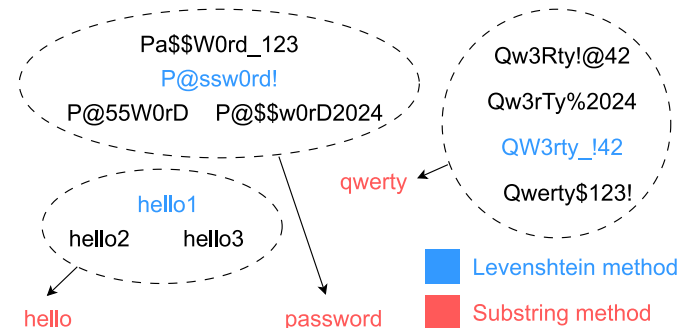 Pa$$W0rd_123
P@ssw0rd!
P@55W0rD P@$$w0rD2024
Qw3Rty!@42
Qw3rTy%2024
QW3rty_!42
Qwerty$123!
qwerty
hello1
hello2 hello3
hello
password
Levenshtein method
Substring method